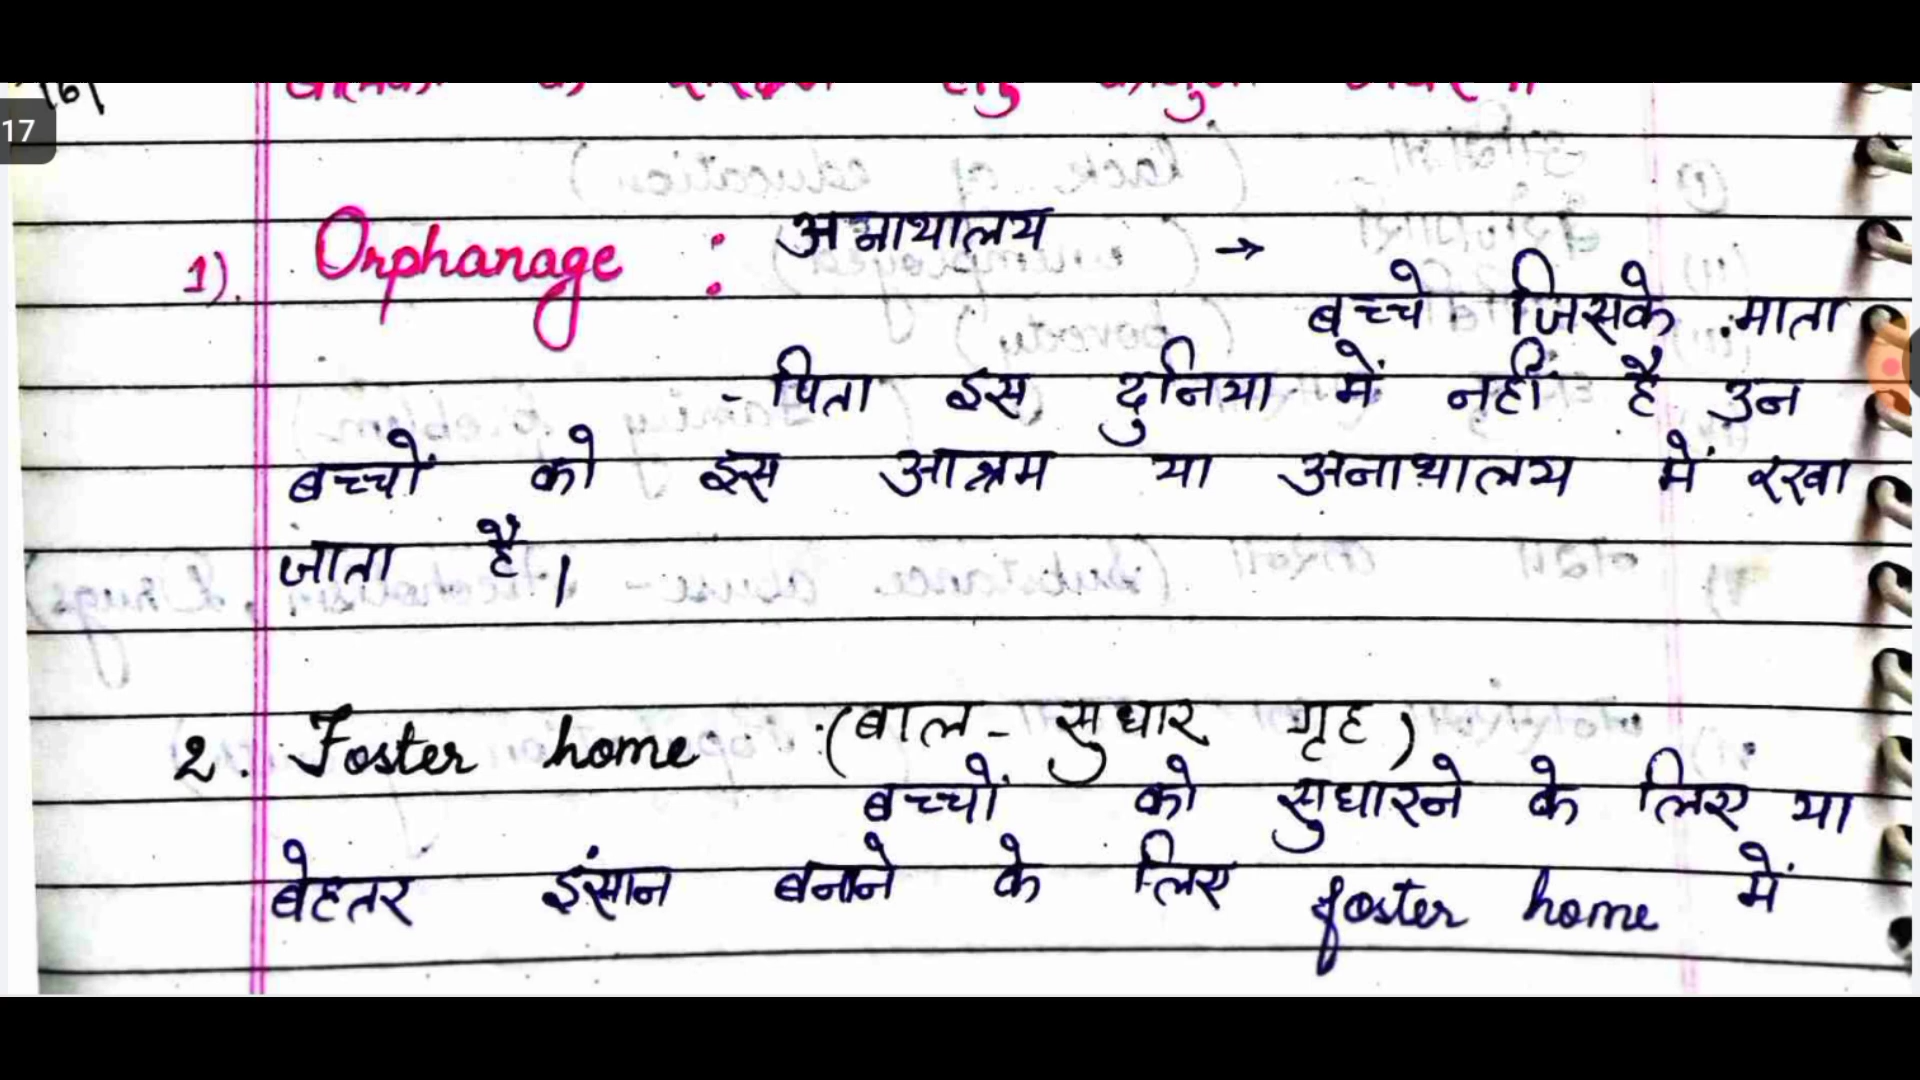 17
1). Orphanage : अनाथालय →
बच्चे जिसके माता
- पिता इस दुनिया में नहीं है उन
बच्चों को इस आश्रम या अनाथालय में रखा
जाता है।
2. Foster home (बाल- सुधार गृह)
बच्चों को सुधारने के लिए या
बेहतर इंसान बनाने के लिए foster home में